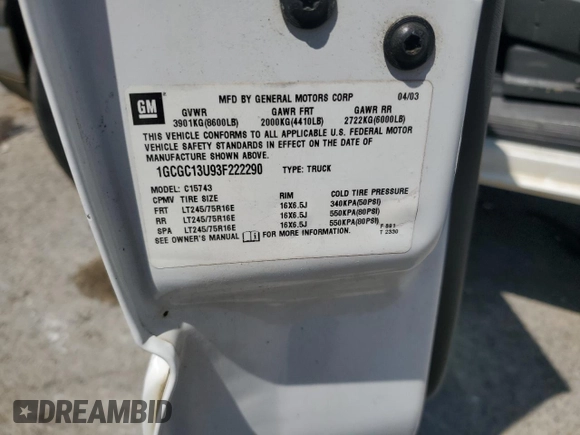 GM
MFD BY GENERAL MOTORS CORP 04/03
GVWR GAWR FRT GAWR RR
3901KG(8600LB) 2000KG(4410LB) 2722KG(6000LB)
THIS VEHICLE CONFORMS TO ALL APPLICABLE U.S. FEDERAL MOTOR
VEHICLE SAFETY STANDARDS IN EFFECT ON THE DATE OF
MANUFACTURE SHOWN ABOVE.
1GCGC13U93F222290 TYPE: TRUCK
MODEL: C15743
CPMV TIRE SIZE RIM COLD TIRE PRESSURE
FRT LT245/75R16E 16X6.5J 340KPA(50PSI)
RR LT245/75R16E 16X6.5J 550KPA(80PSI)
SPA LT245/75R16E 16X6.5J 550KPA(80PSI)
SEE OWNER'S MANUAL FOR MORE INFORMATION.
T 2330
DREAMBID